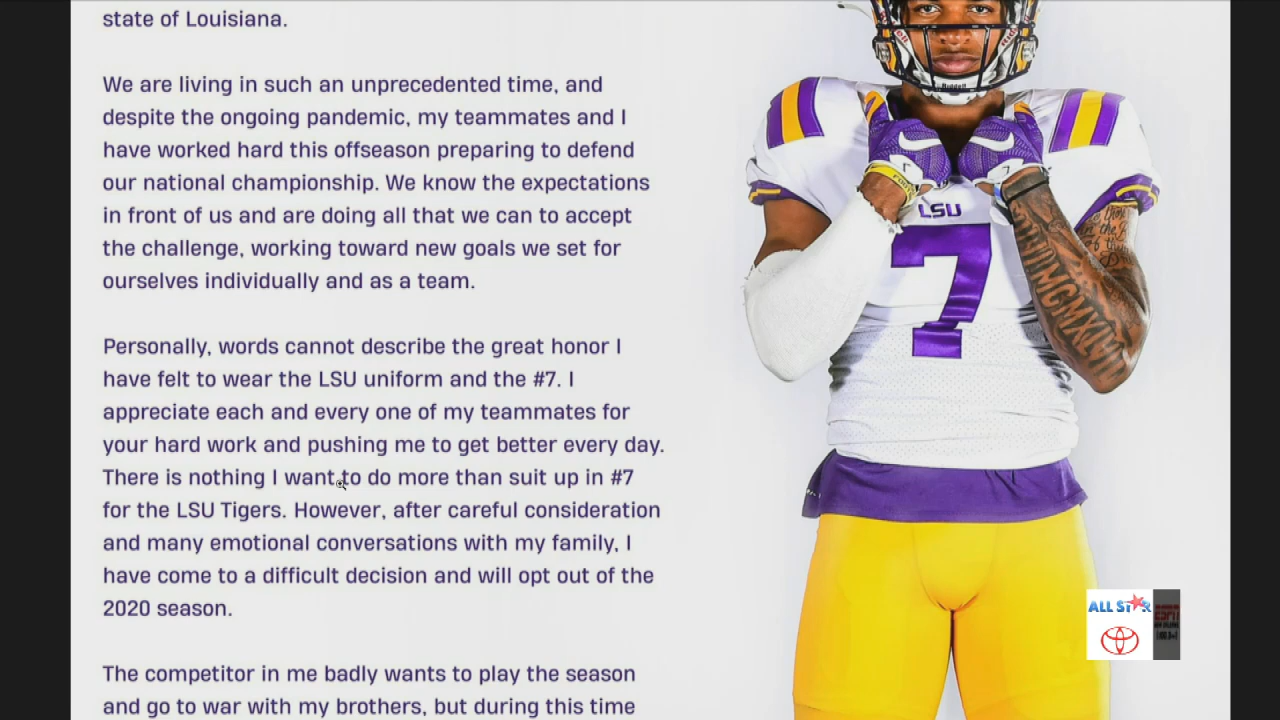 state of Louisiana.
We are living in such an unprecedented time, and
despite the ongoing pandemic, my teammates and I
have worked hard this offseason preparing to defend
our national championship. We know the expectations
in front of us and are doing all that we can to accept
the challenge, working toward new goals we set for
ourselves individually and as a team.
Personally, words cannot describe the great honor I
have felt to wear the LSU uniform and the #7. I
appreciate each and every one of my teammates for
your hard work and pushing me to get better every day.
There is nothing I want to do more than suit up in #7
for the LSU Tigers. However, after careful consideration
and many emotional conversations with my family, I
have come to a difficult decision and will opt out of the
2020 season.
The competitor in me badly wants to play the season
and go to war with my brothers, but during this time
Riddell
LSU
7
MCMXLVII
ALL STAR
ESPN